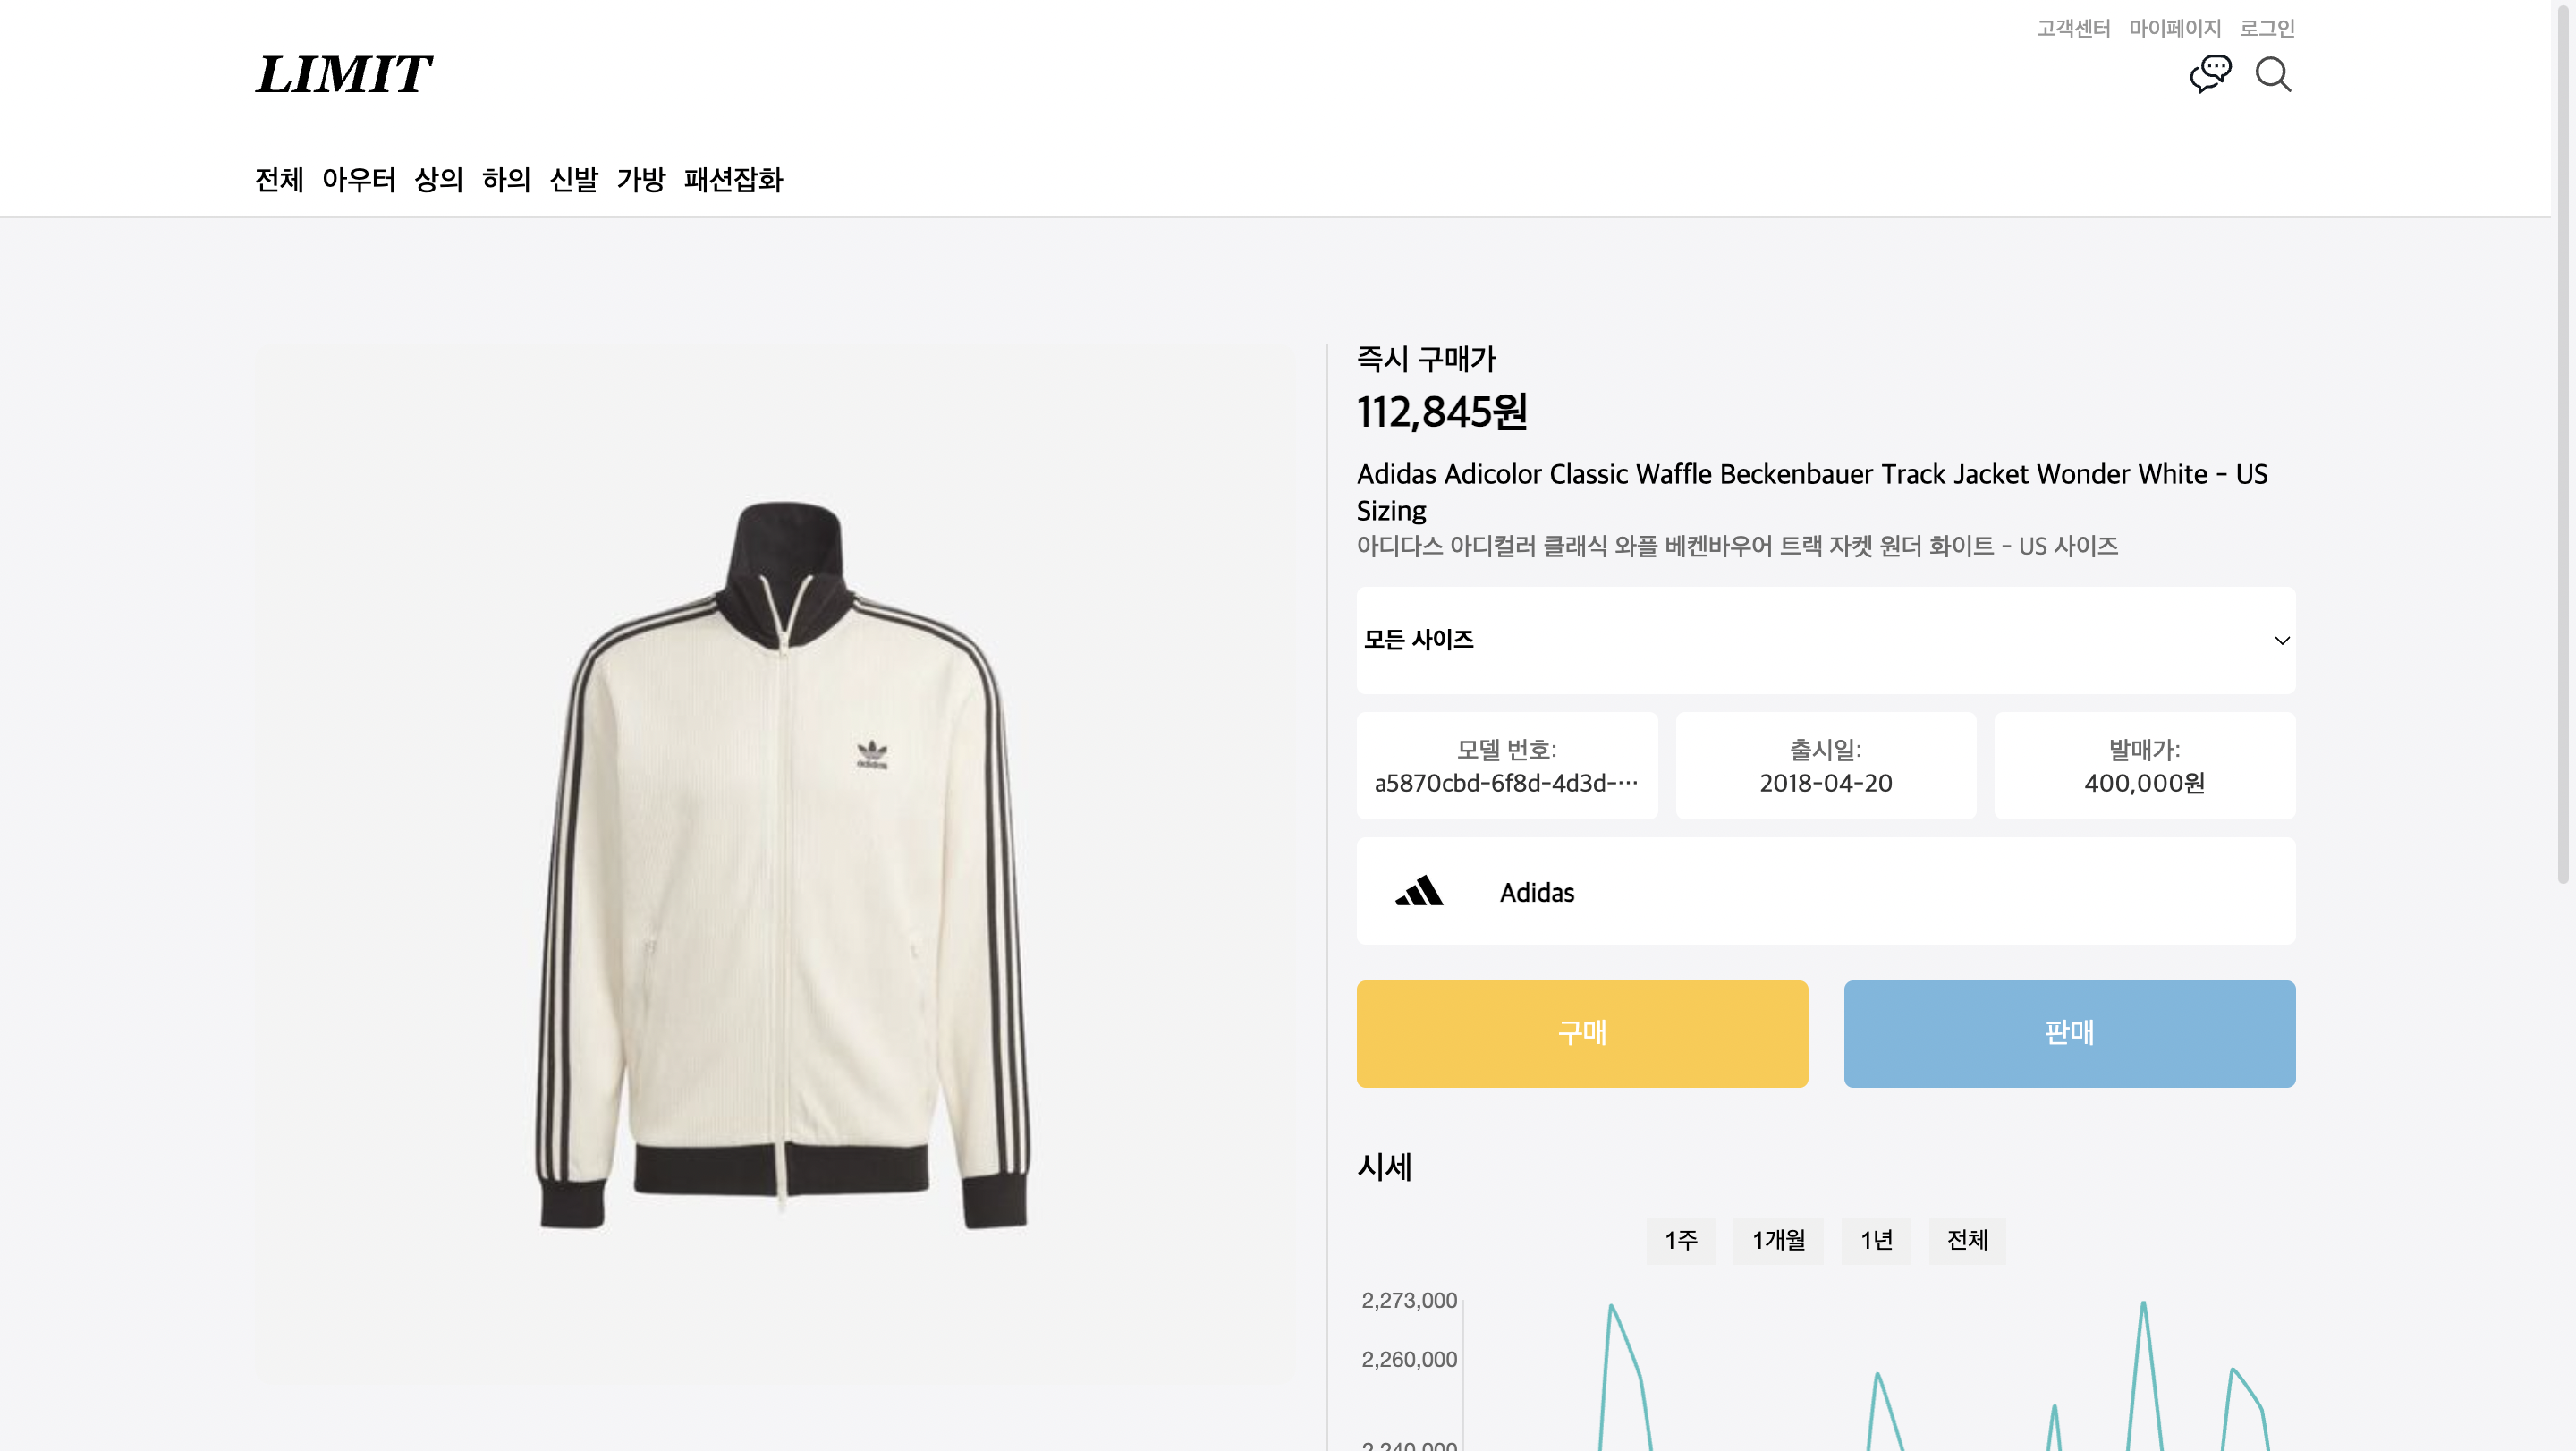 고객센터 마이페이지 로그인
LIMIT
전체 아우터 상의 하의 신발 가방 패션잡화
즉시 구매가
112,845원
Adidas Adicolor Classic Waffle Beckenbauer Track Jacket Wonder White - US
Sizing
아디다스 아디컬러 클래식 와플 베켄바우어 트랙 자켓 원더 화이트 - US 사이즈
모든 사이즈
모델 번호: 출시일: 발매가:
a5870cbd-6f8d-4d3d-… 2018-04-20 400,000원
adidas
Adidas
구매 판매
시세
1주 1개월 1년 전체
2,273,000
2,260,000
2,240,000